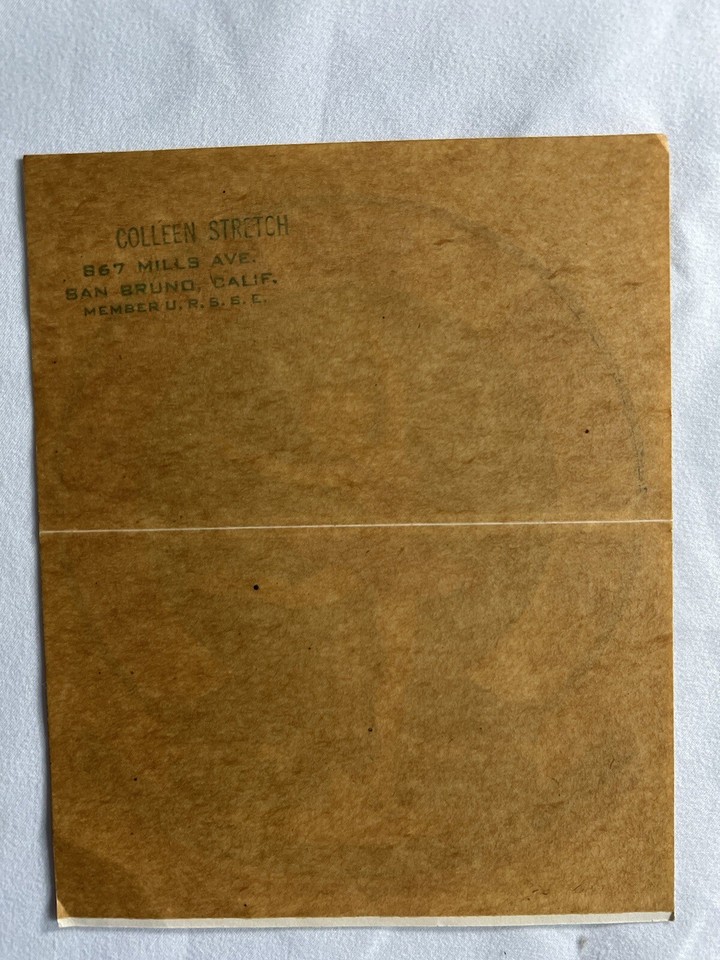 COLLEEN STRETCH
867 MILLS AVE.
SAN BRUNO, CALIF.
MEMBER U. R. S. S. E.